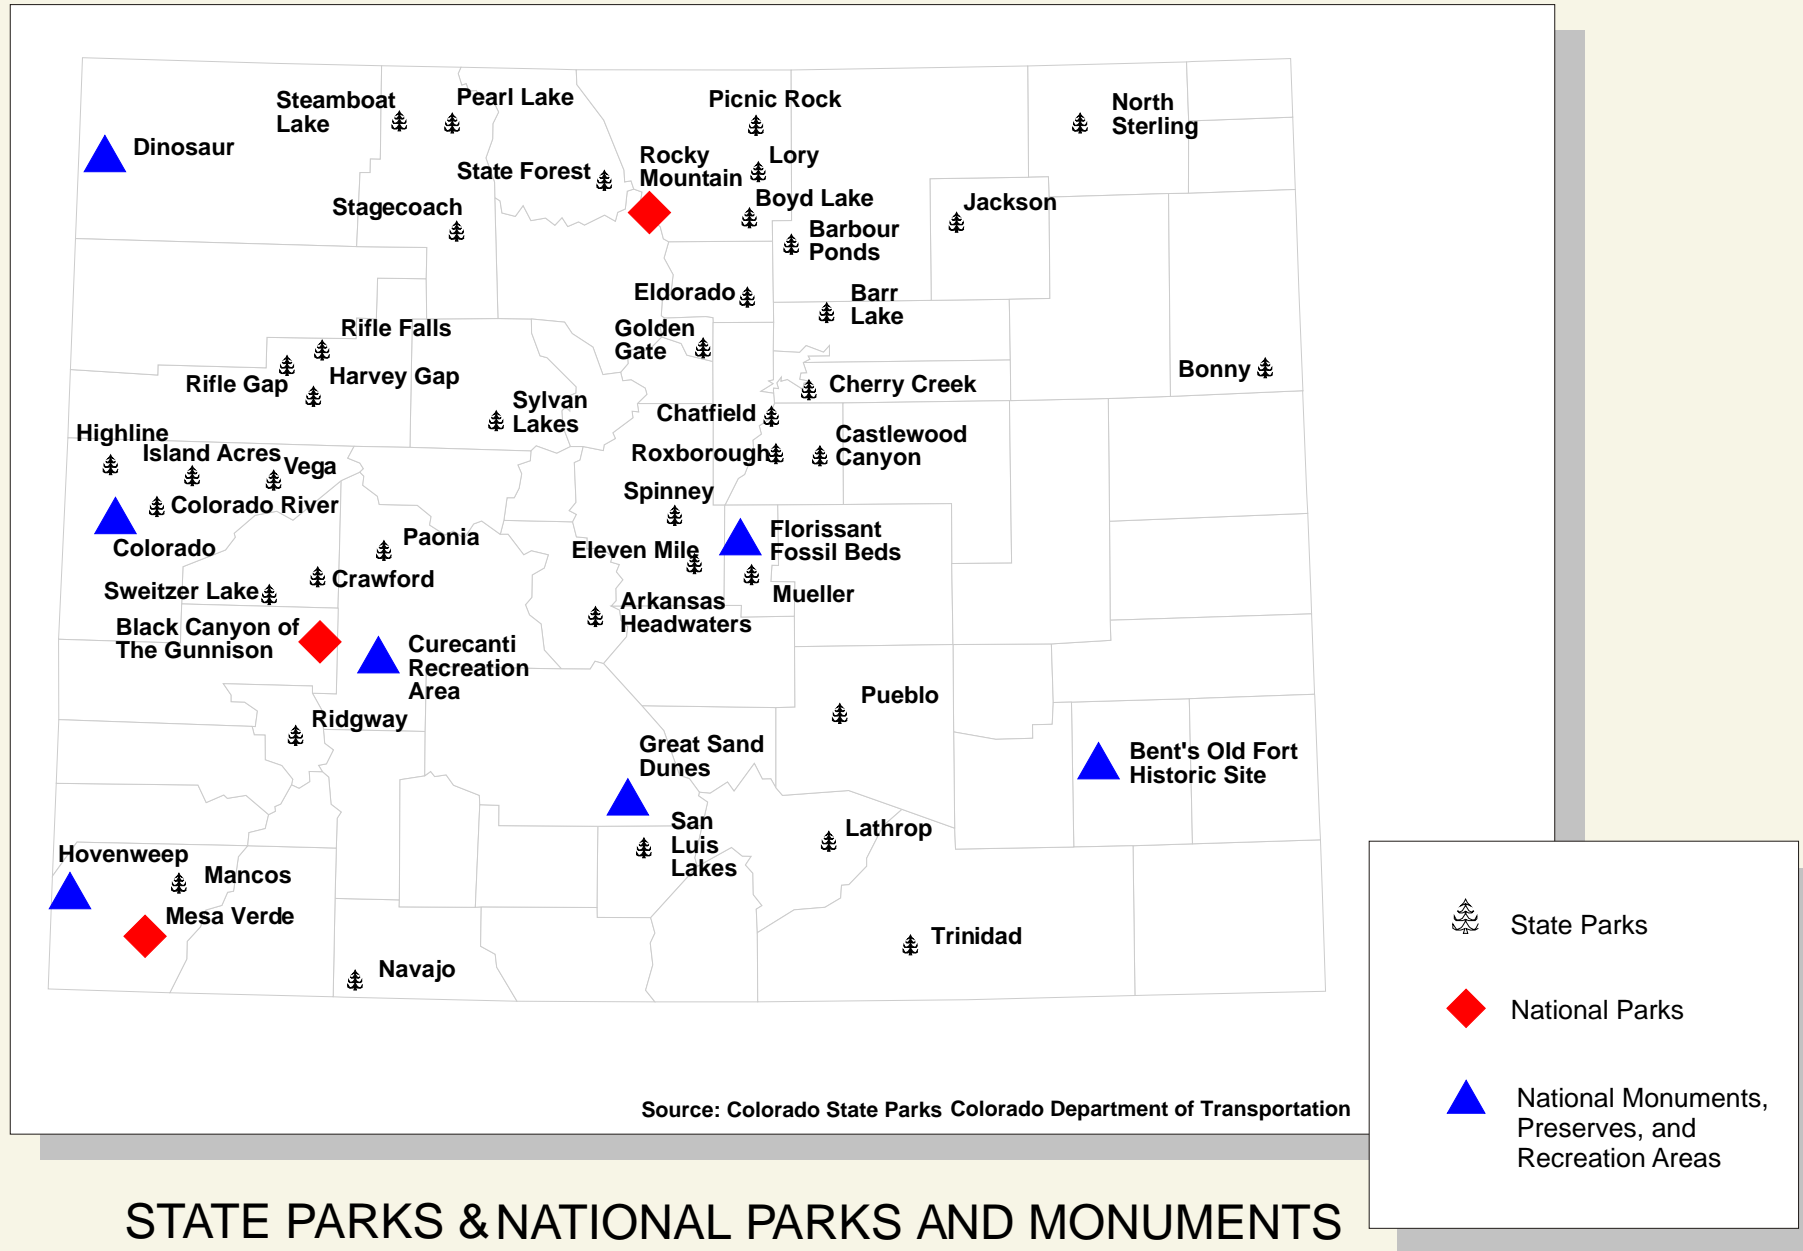 Steamboat
Lake
Pearl Lake
Picnic Rock
North
Sterling
Dinosaur
State Forest
Rocky
Mountain
Lory
Stagecoach
Boyd Lake
Jackson
Barbour
Ponds
Eldorado
Barr
Lake
Rifle Falls
Golden
Gate
Rifle Gap
Harvey Gap
Bonny
Cherry Creek
Sylvan
Lakes
Chatfield
Highline
Island Acres
Vega
Roxborough
Castlewood
Canyon
Colorado River
Spinney
Colorado
Paonia
Eleven Mile
Florissant
Fossil Beds
Sweitzer Lake
Crawford
Mueller
Arkansas
Headwaters
Black Canyon of
The Gunnison
Curecanti
Recreation
Area
Pueblo
Ridgway
Great Sand
Dunes
Bent's Old Fort
Historic Site
San
Luis
Lakes
Lathrop
Hovenweep
Mancos
Mesa Verde
Trinidad
Navajo
State Parks
National Parks
National Monuments,
Preserves, and
Recreation Areas
Source: Colorado State Parks Colorado Department of Transportation
STATE PARKS & NATIONAL PARKS AND MONUMENTS